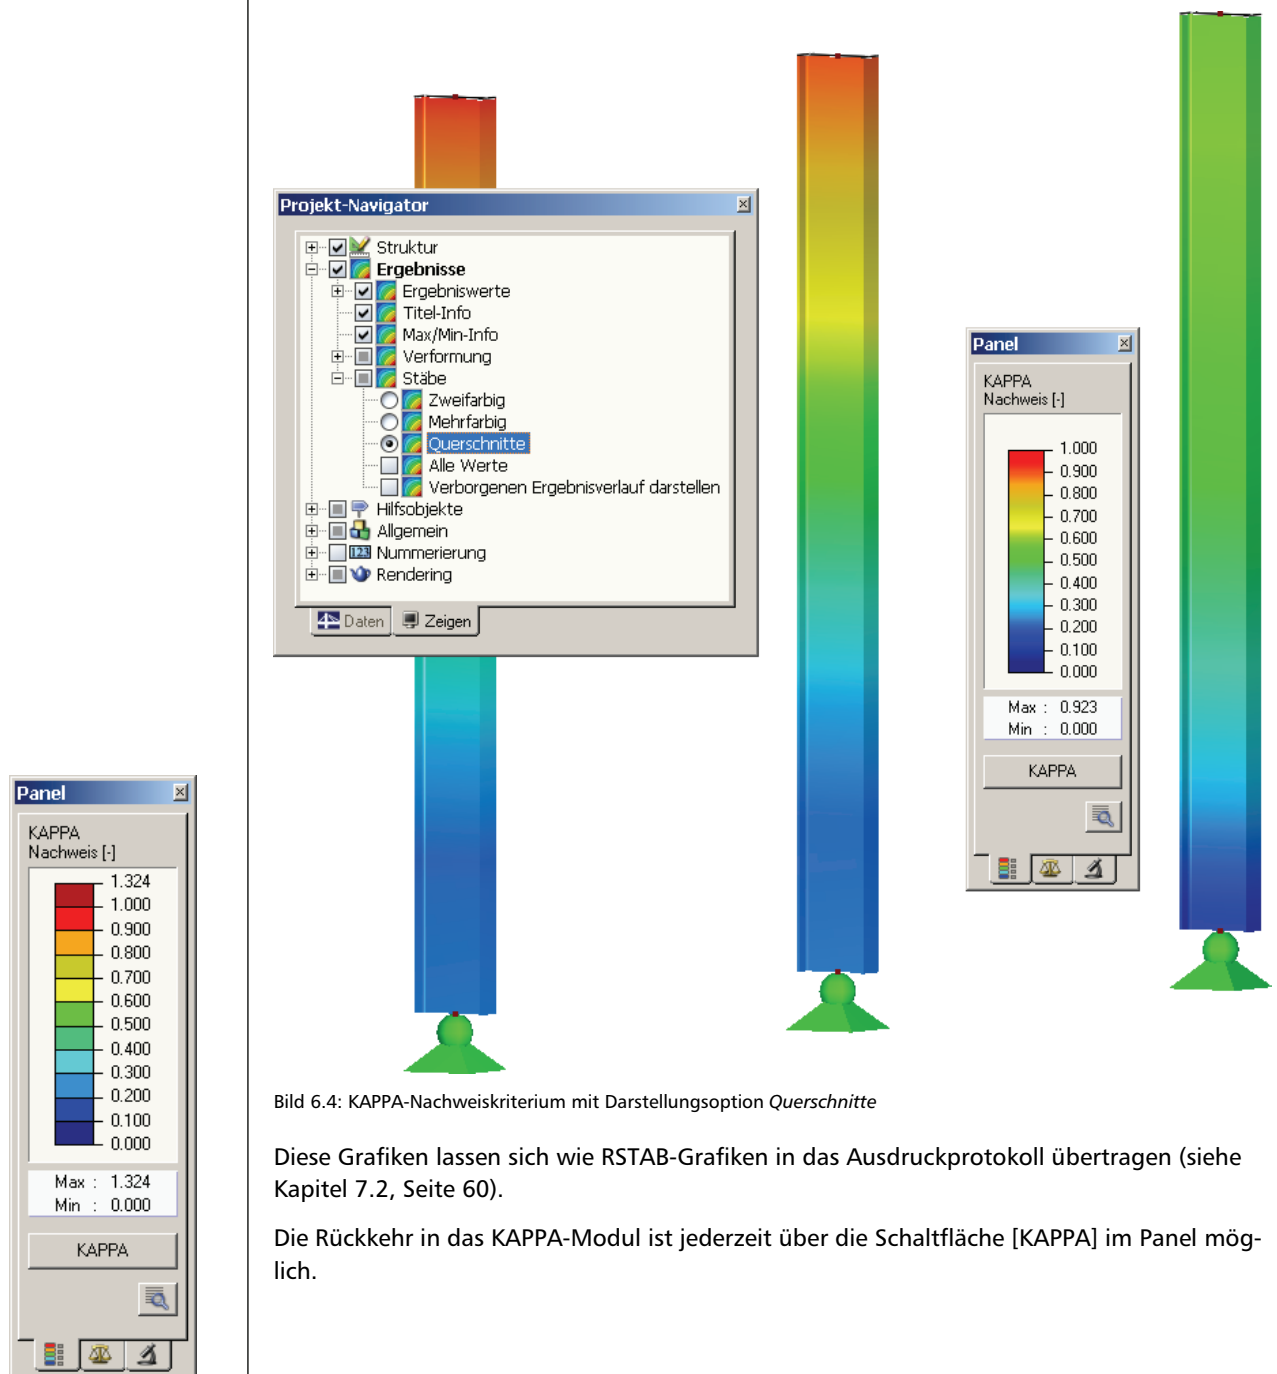 Projekt-Navigator
Struktur
Ergebnisse
Ergebniswerte
Titel-Info
Max/Min-Info
Verformung
Stäbe
Zweifarbig
Mehrfarbig
Querschnitte
Alle Werte
Verborgenen Ergebnisverlauf darstellen
Hilfsobjekte
Allgemein
123 Nummerierung
Rendering
Daten Zeigen
Panel
KAPPA
Nachweis [-]
1.000
0.900
0.800
0.700
0.600
0.500
0.400
0.300
0.200
0.100
0.000
Max : 0.923
Min : 0.000
KAPPA
Panel
KAPPA
Nachweis [-]
1.324
1.000
0.900
0.800
0.700
0.600
0.500
0.400
0.300
0.200
0.100
0.000
Max : 1.324
Min : 0.000
KAPPA
Bild 6.4: KAPPA-Nachweiskriterium mit Darstellungsoption Querschnitte
Diese Grafiken lassen sich wie RSTAB-Grafiken in das Ausdruckprotokoll übertragen (siehe
Kapitel 7.2, Seite 60).
Die Rückkehr in das KAPPA-Modul ist jederzeit über die Schaltfläche [KAPPA] im Panel mög-
lich.